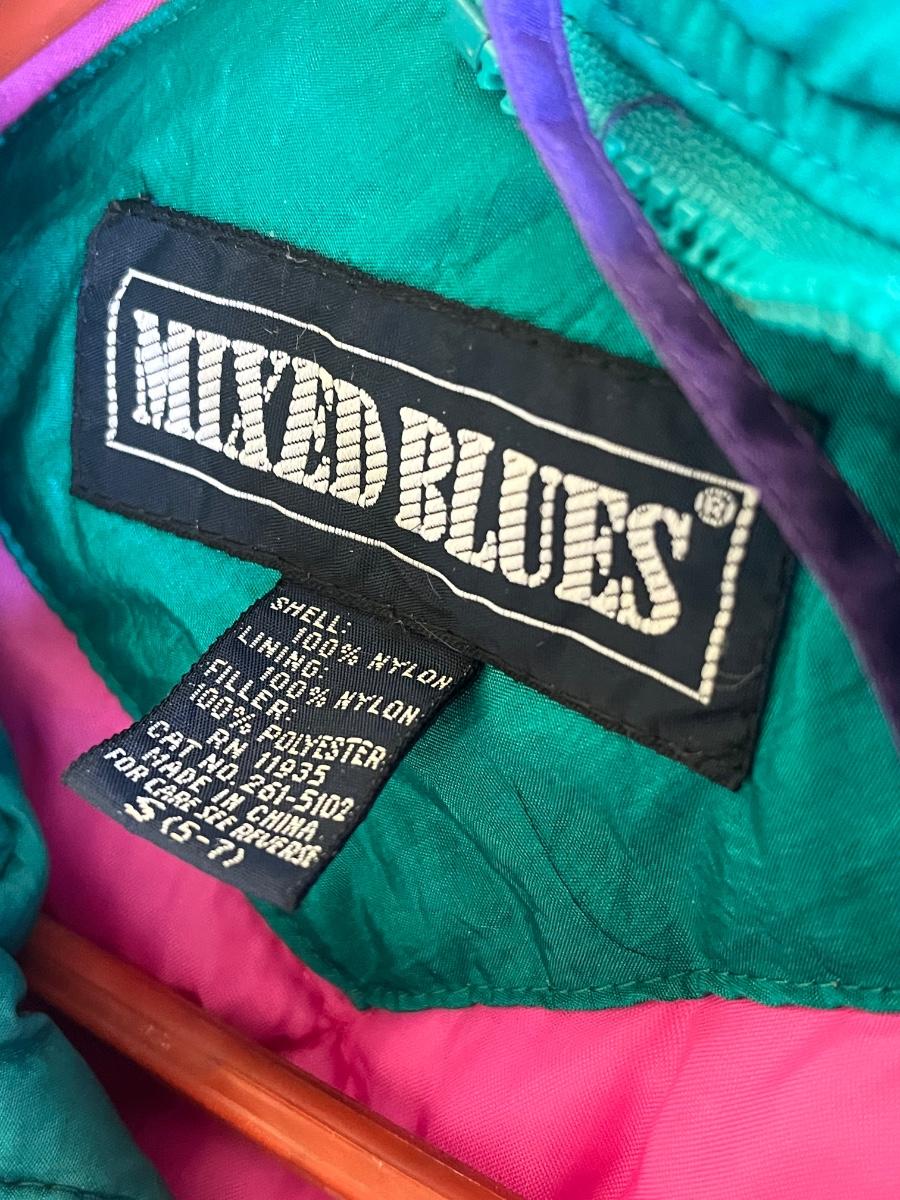 MIXED BLUES®
SHELL:
100% NYLON
LINING:
100% NYLON
FILLER:
100% POLYESTER
RN 11935
CAT NO 261-5102
MADE IN CHINA
FOR CARE SEE REVERSE
S (5-7)